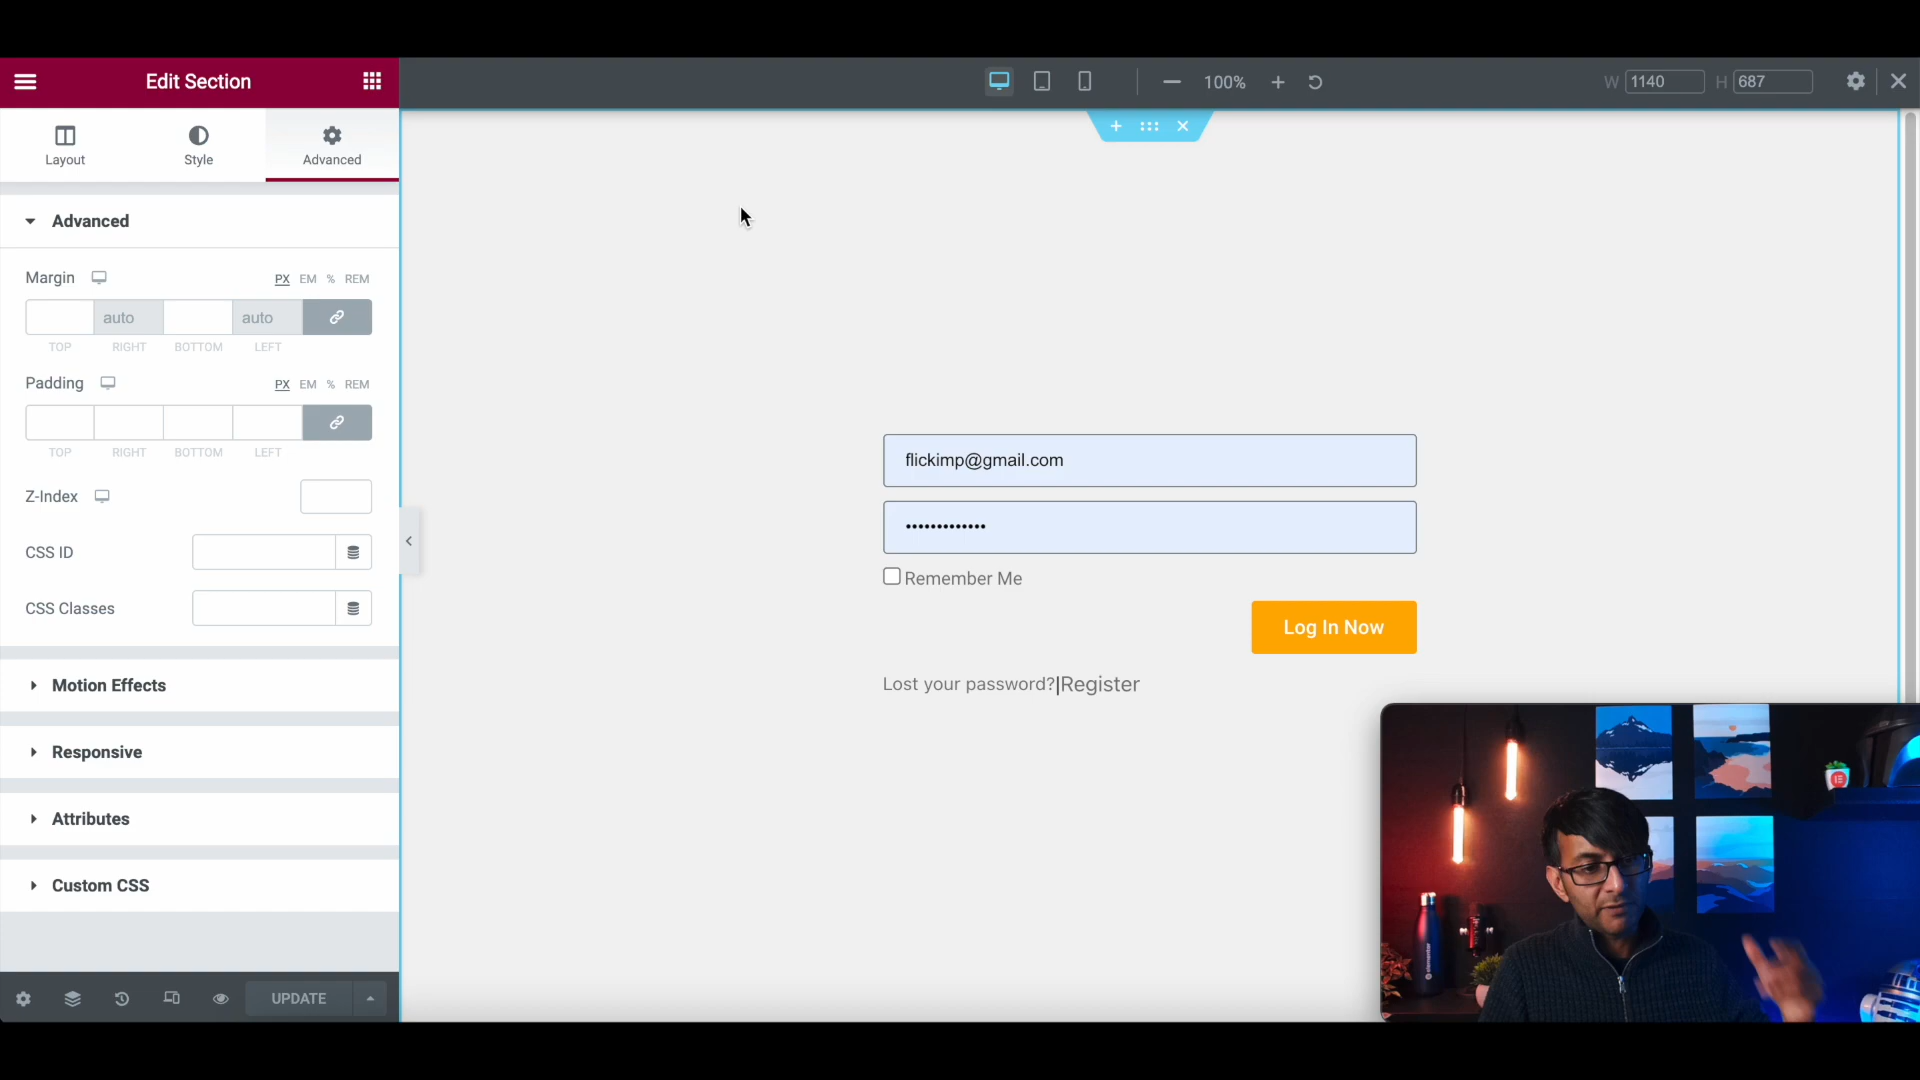 Edit Section
100%
W 1140 H 687
Layout
Style
Advanced
Advanced
Margin PX EM % REM
auto auto
TOP RIGHT BOTTOM LEFT
Padding PX EM % REM
TOP RIGHT BOTTOM LEFT
Z-Index
CSS ID
CSS Classes
Motion Effects
Responsive
Attributes
Custom CSS
UPDATE
flickimp@gmail.com
•••••••••••••
Remember Me
Log In Now
Lost your password?|Register
elementor